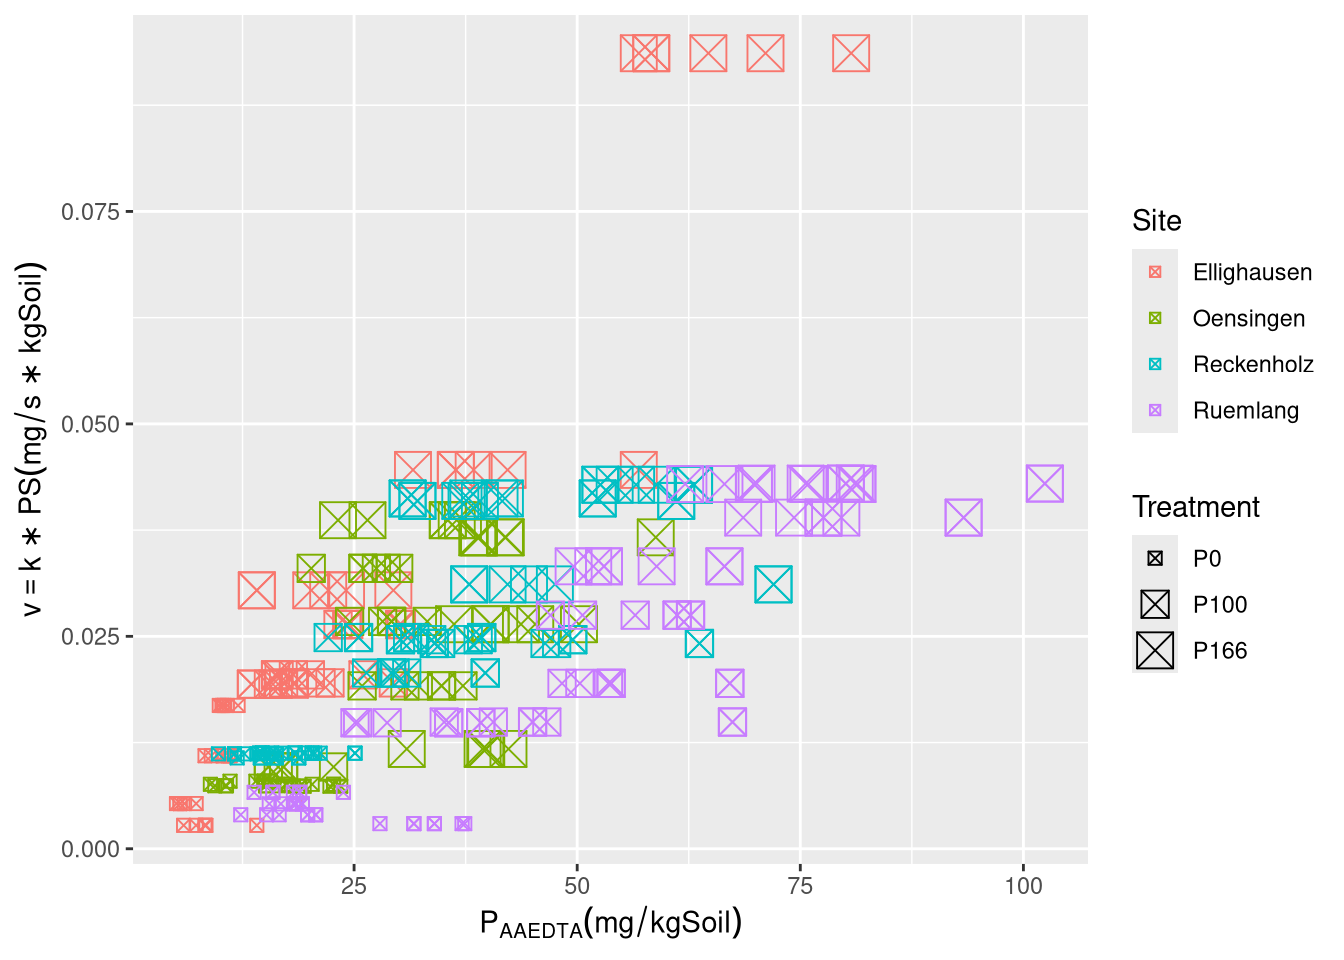 v = k * PS(mg/s * kgSoil)
0.075
0.050
0.025
0.000
25 50 75 100
PAAEDTA(mg/kgSoil)
Site
Ellighausen
Oensingen
Reckenholz
Ruemlang
Treatment
P0
P100
P166